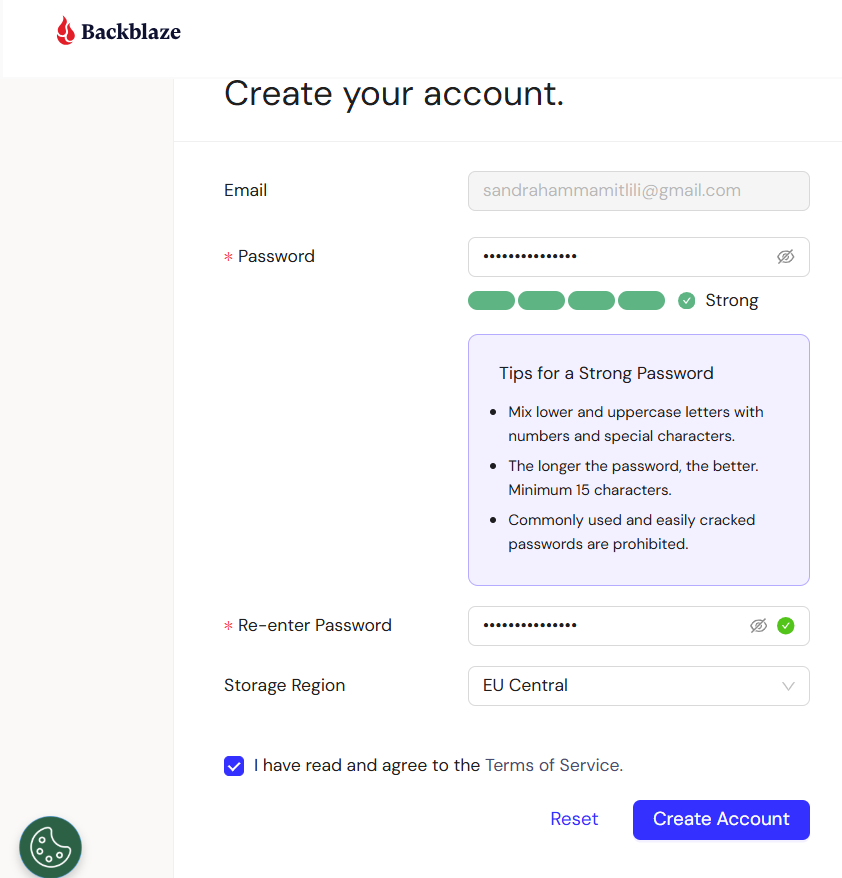 Backblaze
Create your account.
Email
sandrahammamitlili@gmail.com
* Password
•••••••••••••••
Strong
Tips for a Strong Password
• Mix lower and uppercase letters with
numbers and special characters.
• The longer the password, the better.
Minimum 15 characters.
• Commonly used and easily cracked
passwords are prohibited.
* Re-enter Password
•••••••••••••••
Storage Region
EU Central
I have read and agree to the Terms of Service.
Reset
Create Account